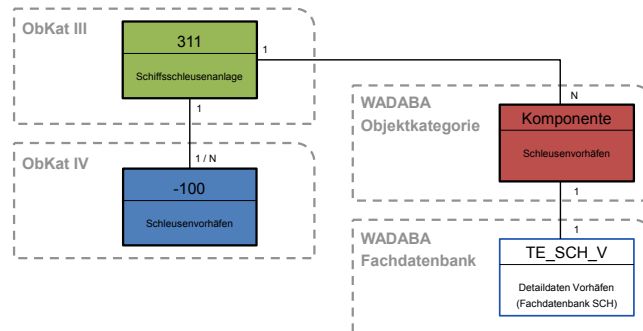 ObKat III
311
Schiffsschleusenanlage
1
1
1 / N
ObKat IV
-100
Schleusenvorhäfen
WADABA
Objektkategorie
N
Komponente
Schleusenvorhäfen
1
1
WADABA
Fachdatenbank
TE_SCH_V
Detaildaten Vorhäfen
(Fachdatenbank SCH)